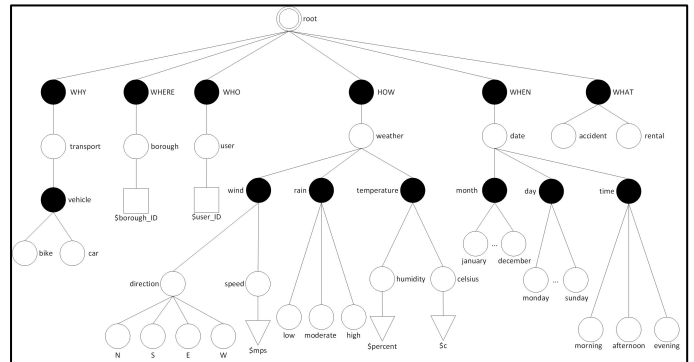 root
WHY WHERE WHO HOW WHEN WHAT
transport borough user weather date accident rental
vehicle $borough_ID $user_ID wind rain temperature month day time
bike car direction speed humidity celsius january ... december
low moderate high monday ... sunday
N S E W $mps $percent $c morning afternoon evening